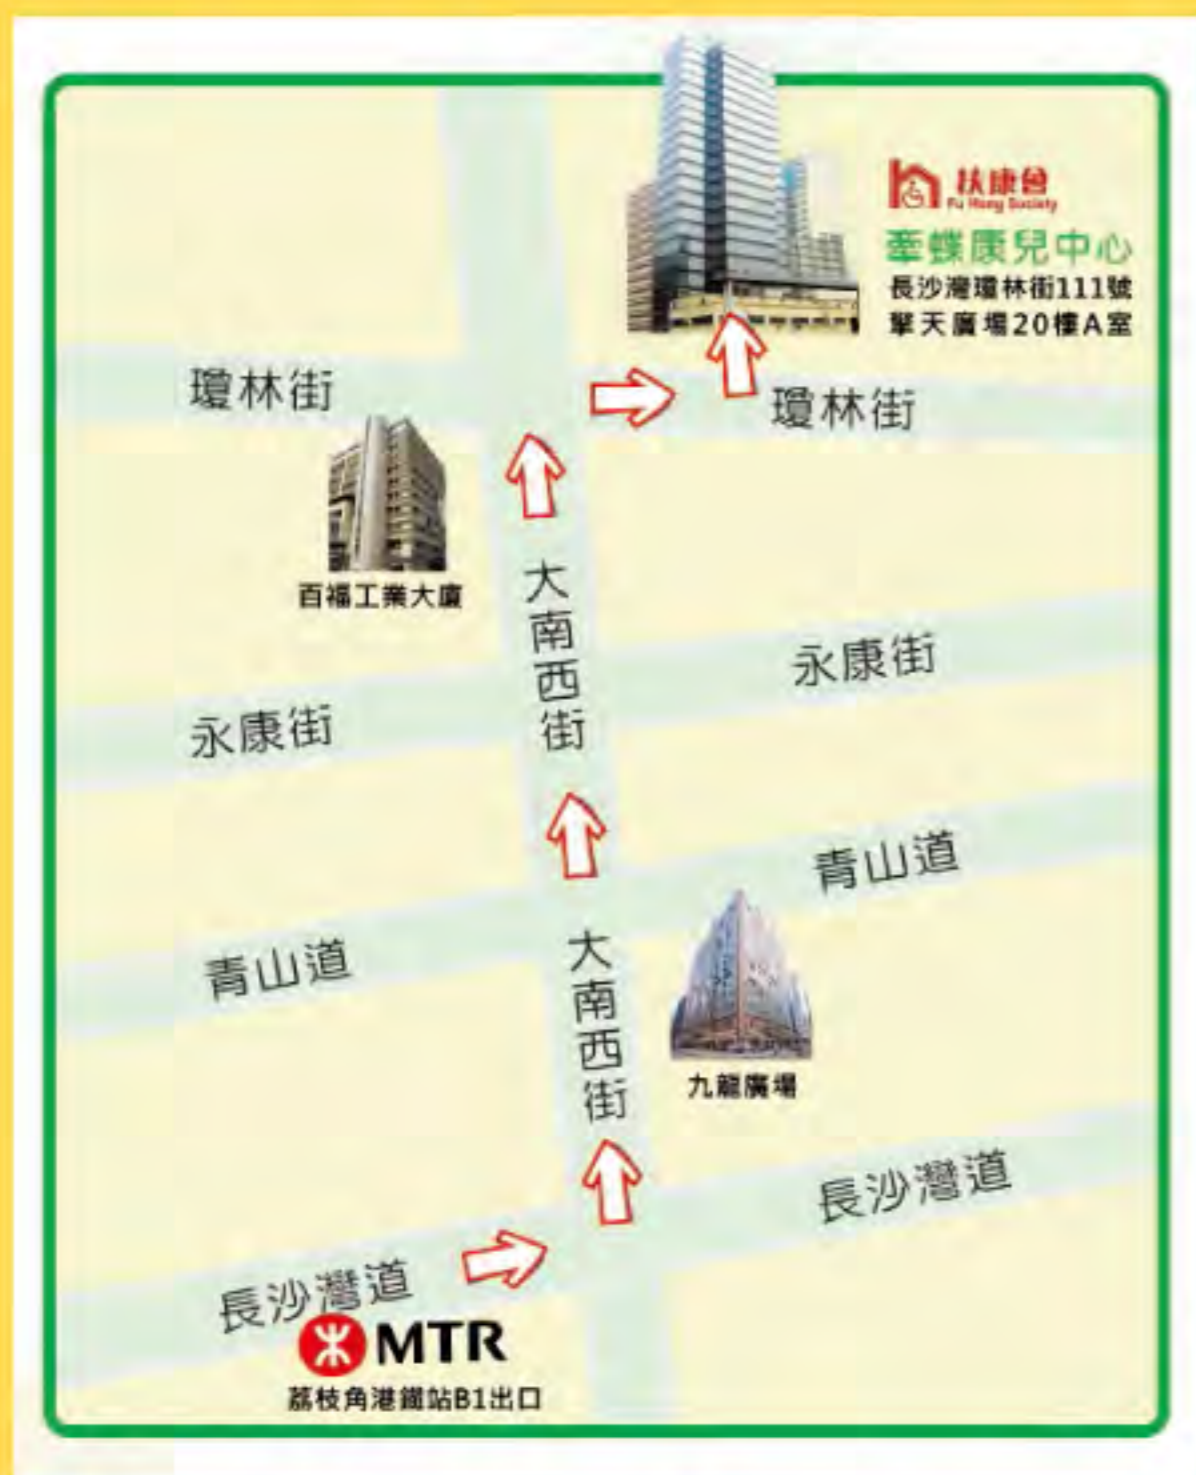 扶康會
Fu Hong Society
牽蝶康兒中心
長沙灣瓊林街111號
擎天廣場20樓A室
瓊林街
瓊林街
百福工業大廈
大南西街
永康街
永康街
青山道
青山道
大南西街
九龍廣場
長沙灣道
長沙灣道
MTR
荔枝角港鐵站B1出口